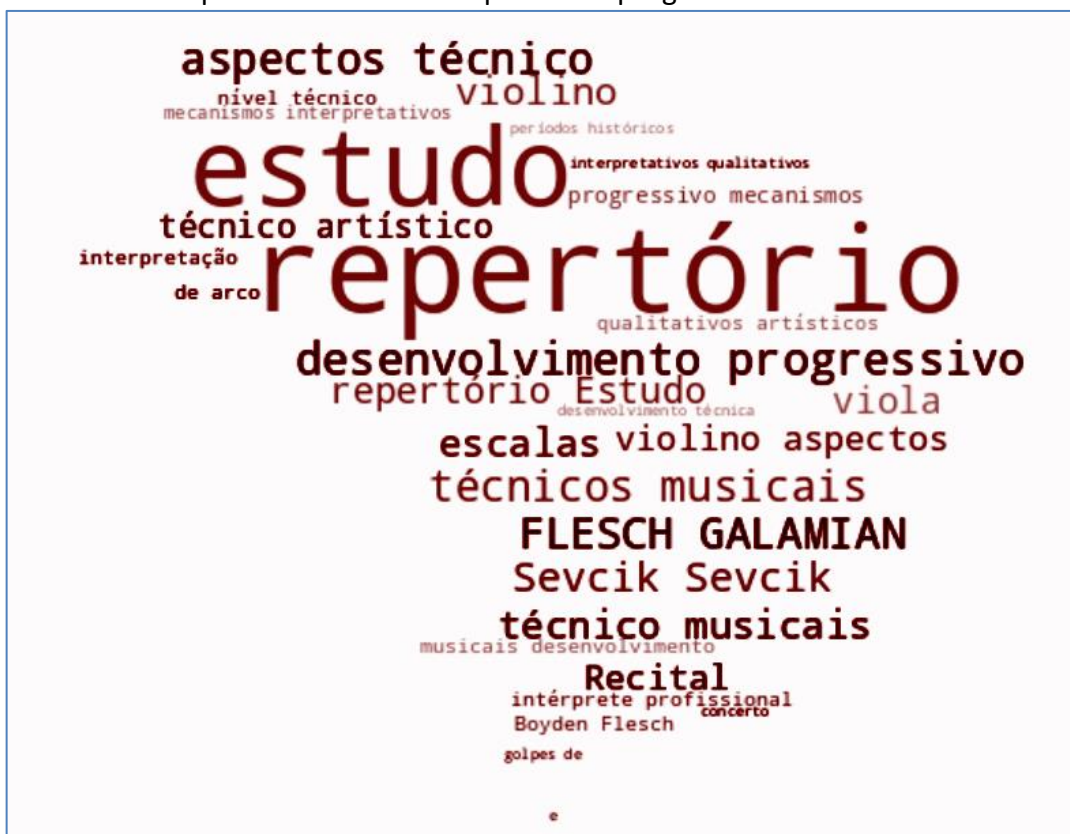 aspectos técnico
nível técnico
violino
mecanismos interpretativos
períodos históricos
estudo
interpretativos qualitativos
progressivo mecanismos
técnico artístico
repertório
interpretação
de arco
qualitativos artísticos
desenvolvimento progressivo
repertório Estudo
viola
desenvolvimento técnica
escalas
violino aspectos
técnicos musicais
FLESCH GALAMIAN
Sevcik Sevcik
técnico musicais
musicais desenvolvimento
Recital
intérprete profissional
concerto
Boyden Flesch
golpes de
e